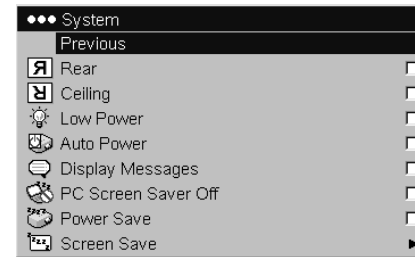 System
Previous
Rear
Ceiling
Low Power
Auto Power
Display Messages
PC Screen Saver Off
Power Save
Screen Save